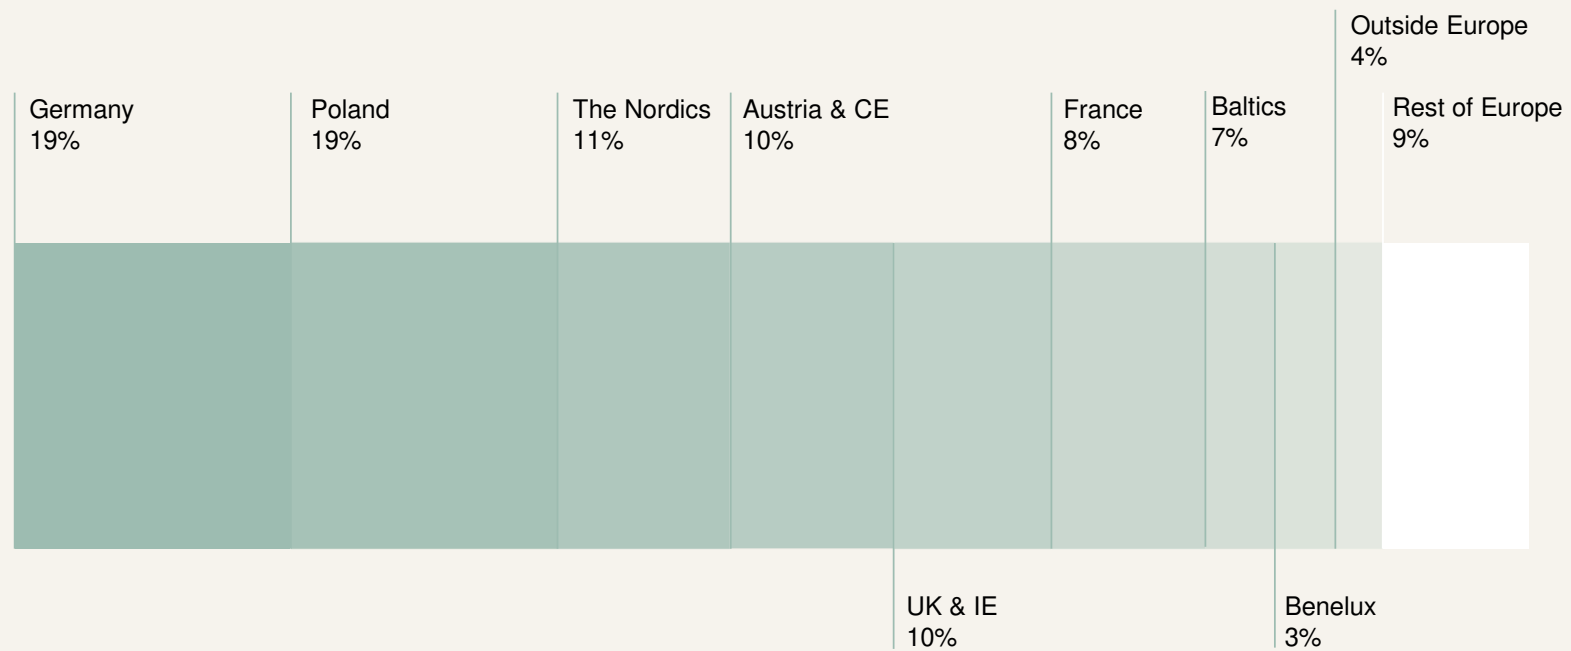 Germany
19%
Poland
19%
The Nordics
11%
Austria & CE
10%
UK & IE
10%
France
8%
Baltics
7%
Benelux
3%
Outside Europe
4%
Rest of Europe
9%